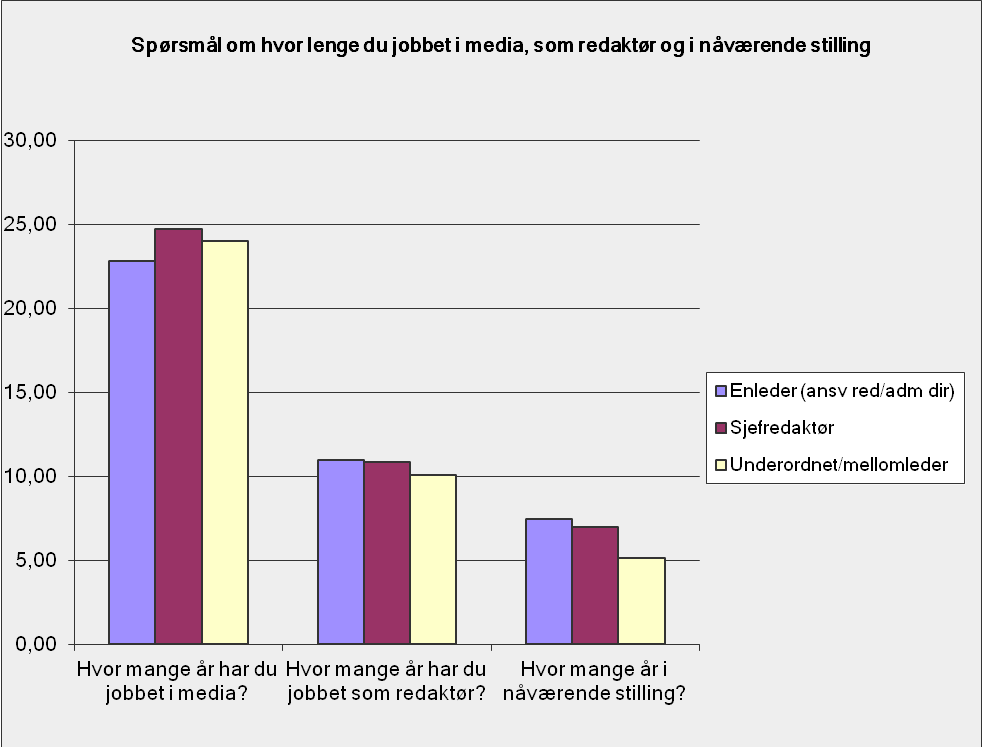 Spørsmål om hvor lenge du jobbet i media, som redaktør og i nåværende stilling
30,00
25,00
20,00
15,00
10,00
5,00
0,00
Hvor mange år har du
jobbet i media?
Hvor mange år har du
jobbet som redaktør?
Hvor mange år i
nåværende stilling?
Enleder (ansv red/adm dir)
Sjefredaktør
Underordnet/mellomleder